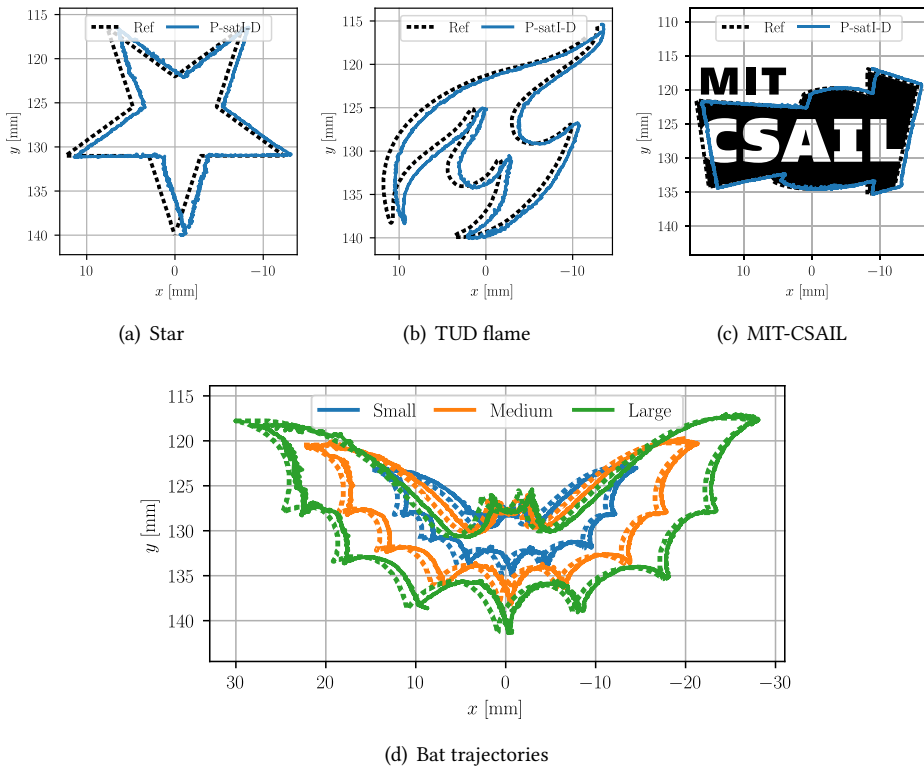 Ref P-satI-D
115
120
125
130
135
140
y [mm]
10 0 −10
x [mm]
(a) Star
Ref P-satI-D
115
120
125
130
135
140
y [mm]
10 0 −10
x [mm]
(b) TUD flame
Ref P-satI-D
110
115
120
125
130
135
140
y [mm]
MIT
CSAIL
10 0 −10
x [mm]
(c) MIT-CSAIL
Small Medium Large
115
120
125
130
135
140
y [mm]
30 20 10 0 −10 −20 −30
x [mm]
(d) Bat trajectories